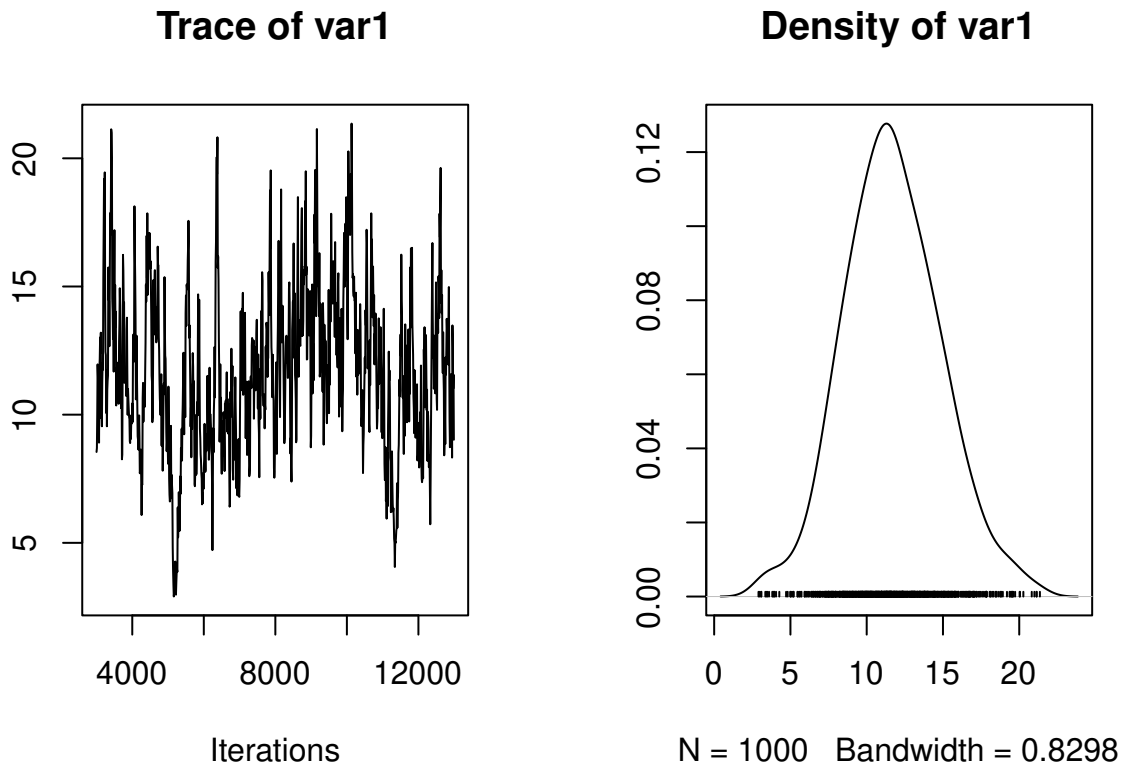 Trace of var1
20
15
10
5
4000 8000 12000
Iterations
Density of var1
0.12
0.08
0.04
0.00
0 5 10 15 20
N = 1000 Bandwidth = 0.8298